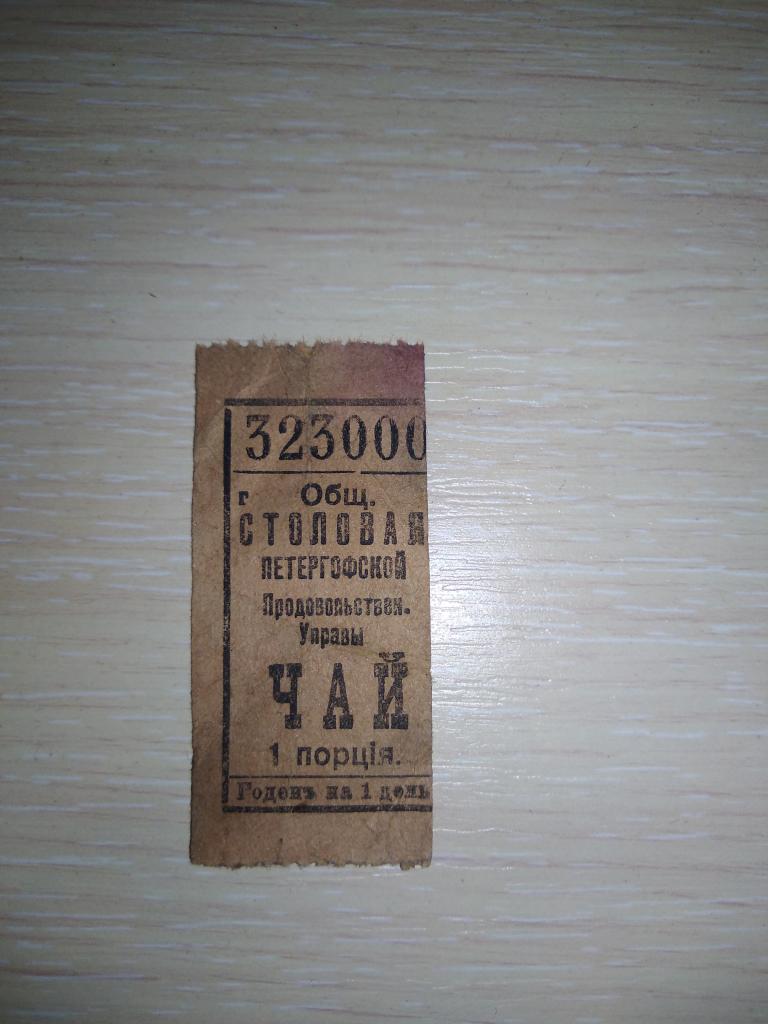 323000
г Общ.
СТОЛОВАЯ
ПЕТЕРГОФСКОЙ
Продовольствен.
Управы
ЧАЙ
1 порція.
Годенъ на 1 день